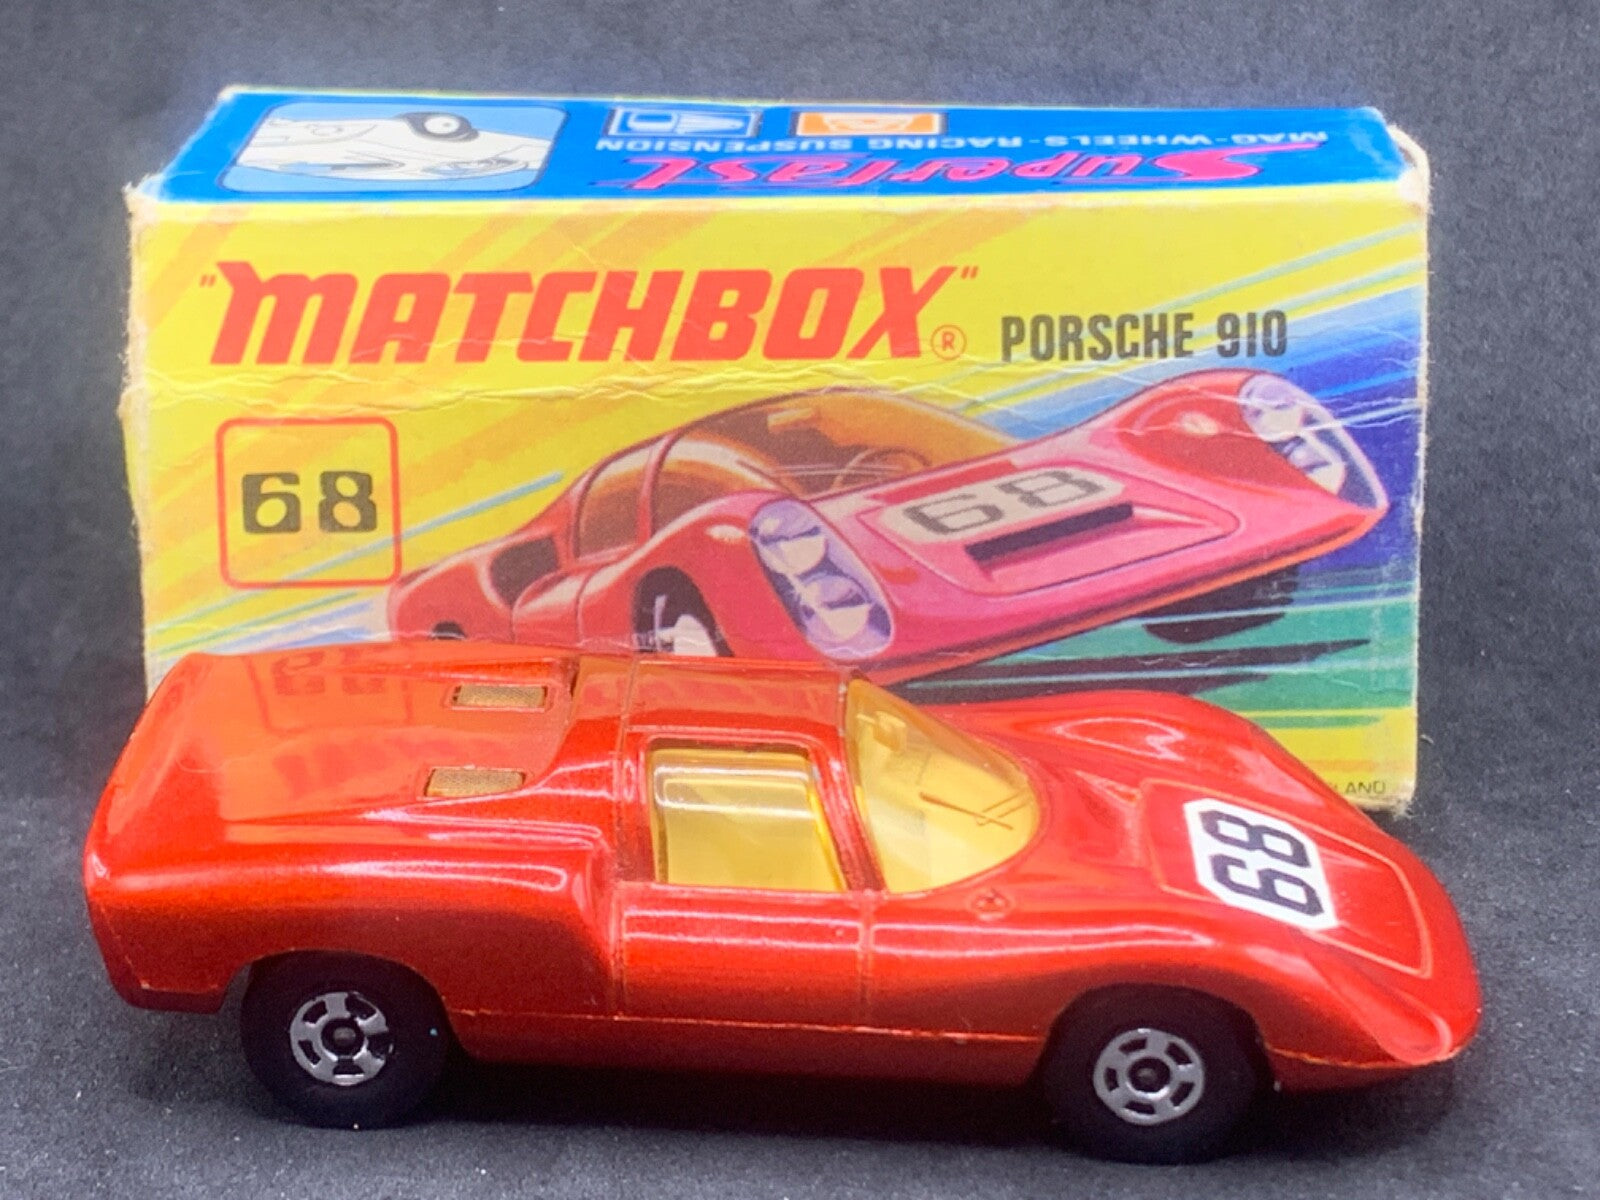 MAG-WHEELS-RACING SUSPENSION
Superfast
"MATCHBOX"®
PORSCHE 910
68
68
68